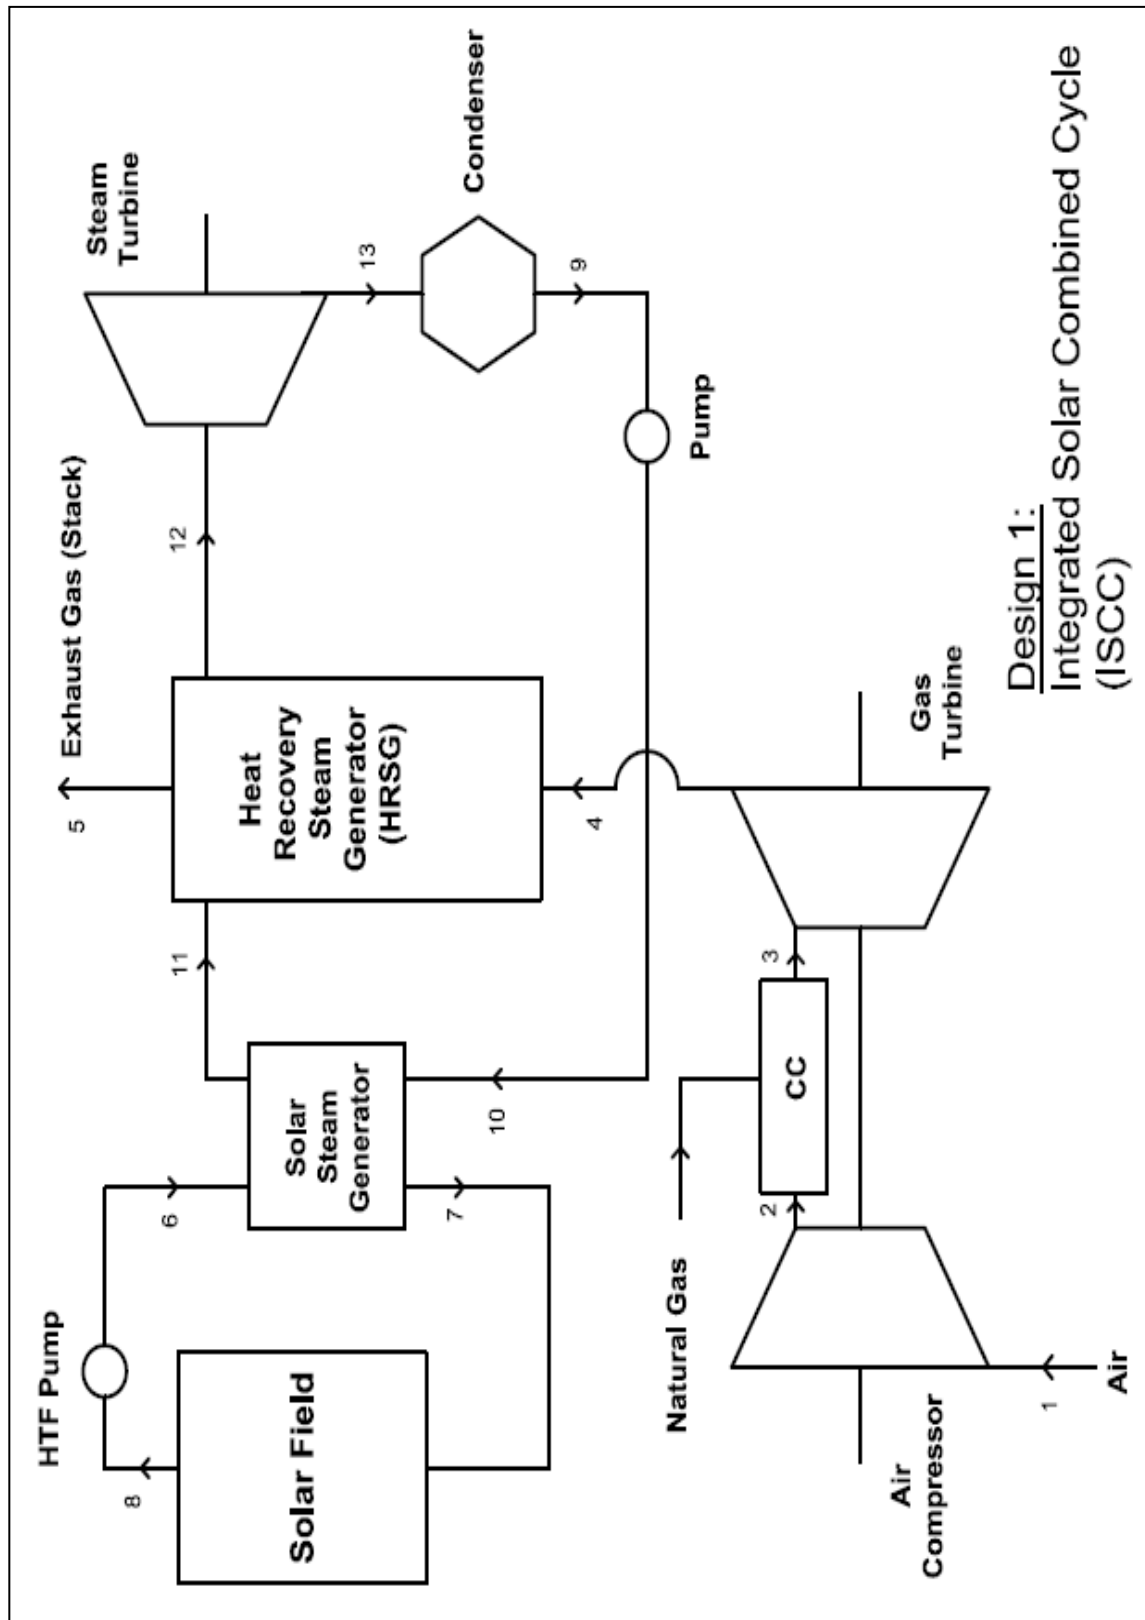 HTF Pump
8
6
Solar Field
7
Solar
Steam
Generator
11
10
5
Exhaust Gas (Stack)
Heat
Recovery
Steam
Generator
(HRSG)
4
12
Steam
Turbine
13
Condenser
9
Pump
Natural Gas
2
CC
3
Air
Compressor
1
Air
Gas
Turbine
Design 1:
Integrated Solar Combined Cycle
(ISCC)